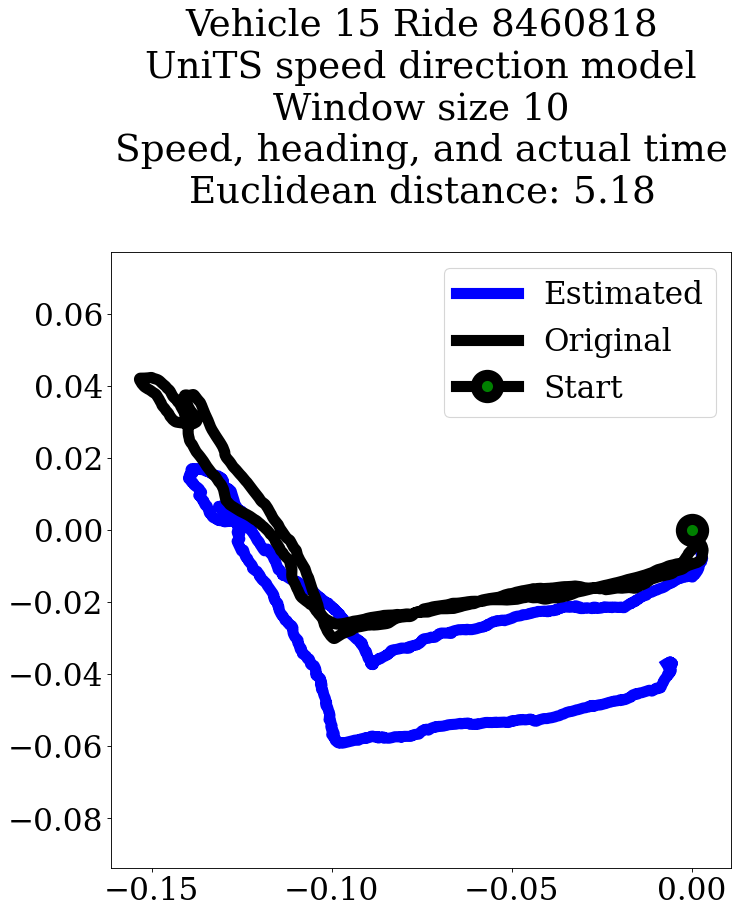 Vehicle 15 Ride 8460818
UniTS speed direction model
Window size 10
Speed, heading, and actual time
Euclidean distance: 5.18
Estimated
Original
Start
0.06
0.04
0.02
0.00
−0.02
−0.04
−0.06
−0.08
−0.15
−0.10
−0.05
0.00